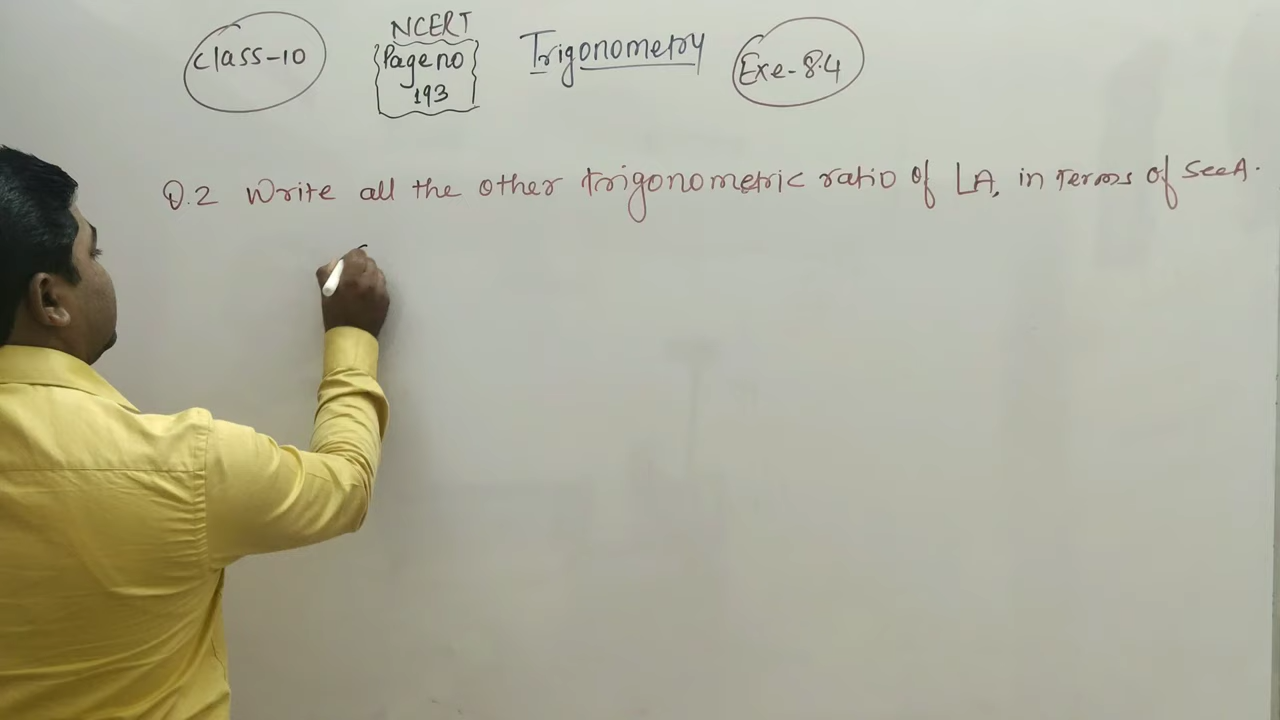 Class-10
NCERT
Page no
193
Trigonometry
Exe-8.4
Q.2 Write all the other trigonometric ratio of ∠A, in terms of SecA.